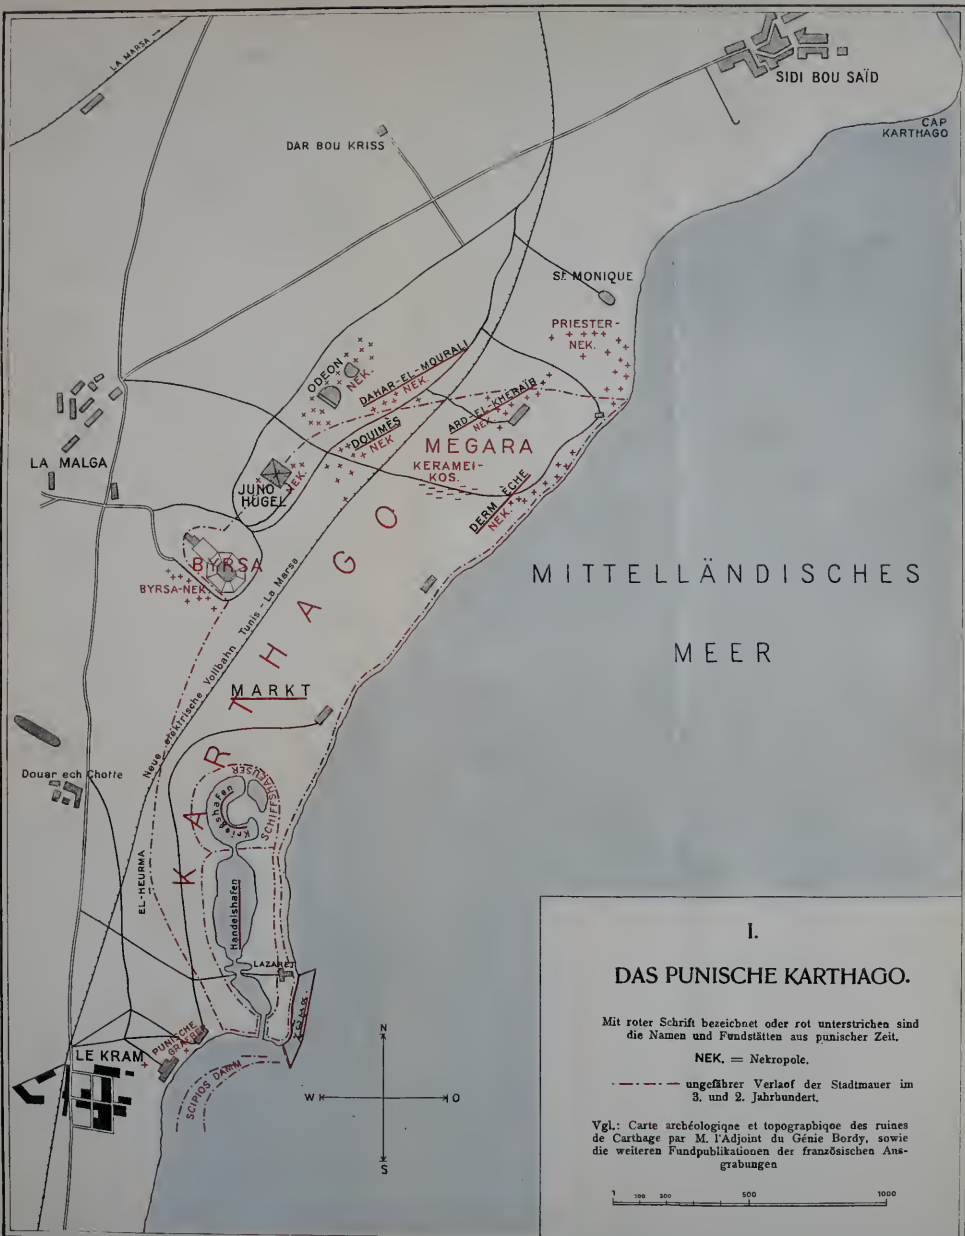 LA MARSA →
SIDI BOU SAÏD
CAP
KARTHAGO
DAR BOU KRISS
ST. MONIQUE
PRIESTER-
NEK.
ODEON
NEK.
DAHAR-EL-MOURALI
NEK.
ARD-EL-KHERAÏB
NEK.
DOUIMÈS
NEK
MEGARA
KERAMEI-
KOS.
LA MALGA
JUNO
HÜGEL
NEK.
DERMÈCHE
NEK.
BYRSA
BYRSA-NEK.
MITTELLÄNDISCHES
MEER
KARTHAGO
Neue elektrische Vollbahn Tunis - La Marsa
MARKT
Douar ech Chotte
SCHIFFSHÄUSER
Kriegshafen
EL-HEURMA
Handelshafen
LAZARET
PUNISCHE
GRÄBER
LE KRAM
SCIPIOS DAMM
N
W
O
S
I.
DAS PUNISCHE KARTHAGO.
Mit roter Schrift bezeichnet oder rot unterstrichen sind
die Namen und Fundstätten aus punischer Zeit.
NEK. = Nekropole.
ungefährer Verlauf der Stadtmauer im
3. und 2. Jahrhundert.
Vgl.: Carte archéologique et topographique des ruines
de Carthage par M. l'Adjoint du Génie Bordy, sowie
die weiteren Fundpublikationen der französischen Aus-
grabungen
1 100 200 500 1000